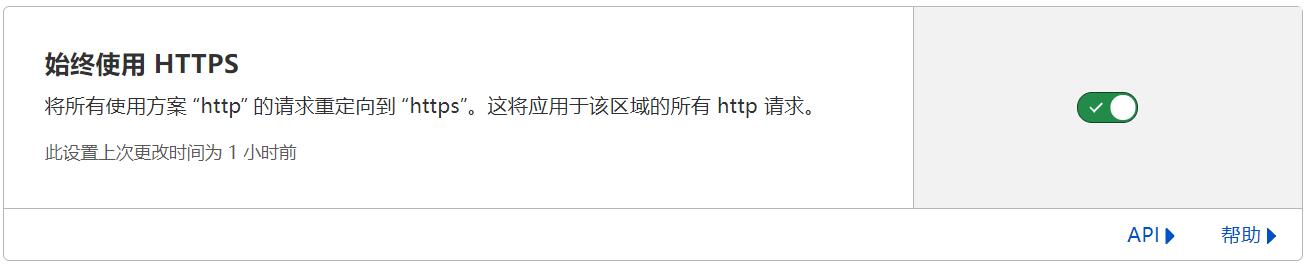 始终使用 HTTPS
将所有使用方案 “http” 的请求重定向到 “https”。这将应用于该区域的所有 http 请求。
此设置上次更改时间为 1 小时前
API
帮助